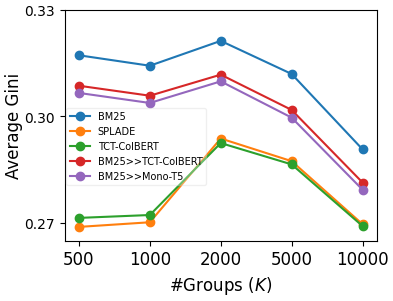 0.33
0.30
0.27
Average Gini
BM25
SPLADE
TCT-ColBERT
BM25>>TCT-ColBERT
BM25>>Mono-T5
500 1000 2000 5000 10000
#Groups (K)